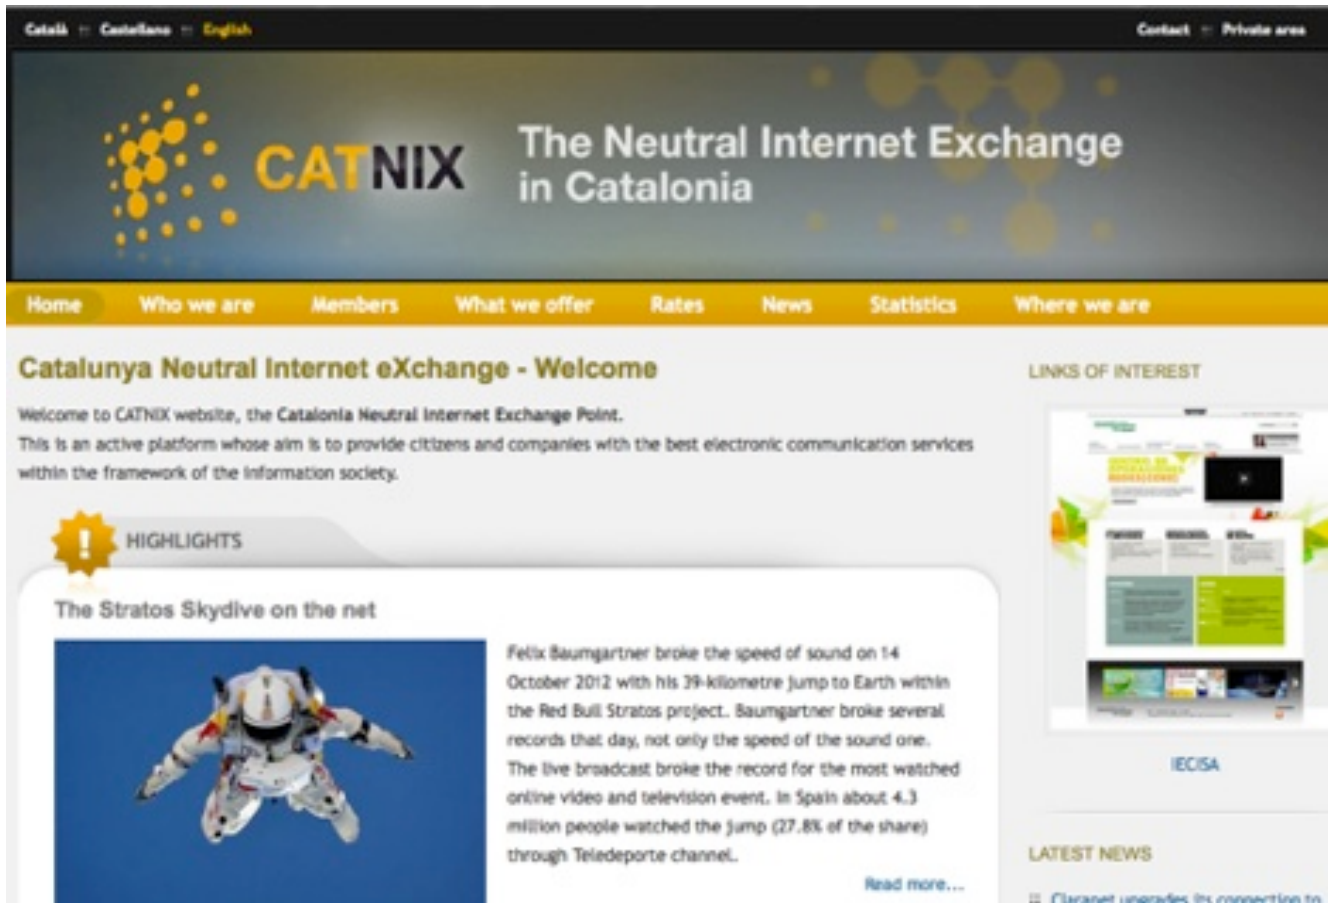 Català :: Castellano :: English
Contact :: Private area
CATNIX
The Neutral Internet Exchange
in Catalonia
Home Who we are Members What we offer Rates News Statistics Where we are
Catalunya Neutral Internet eXchange - Welcome
Welcome to CATNIX website, the Catalonia Neutral Internet Exchange Point.
This is an active platform whose aim is to provide citizens and companies with the best electronic communication services
within the framework of the information society.
! HIGHLIGHTS
The Stratos Skydive on the net
Felix Baumgartner broke the speed of sound on 14
October 2012 with his 39-kilometre jump to Earth within
the Red Bull Stratos project. Baumgartner broke several
records that day, not only the speed of the sound one.
The live broadcast broke the record for the most watched
online video and television event. In Spain about 4.3
million people watched the jump (27.8% of the share)
through Teledeporte channel.
Read more...
LINKS OF INTEREST
IECISA
LATEST NEWS
Claranet upgrades its connection to